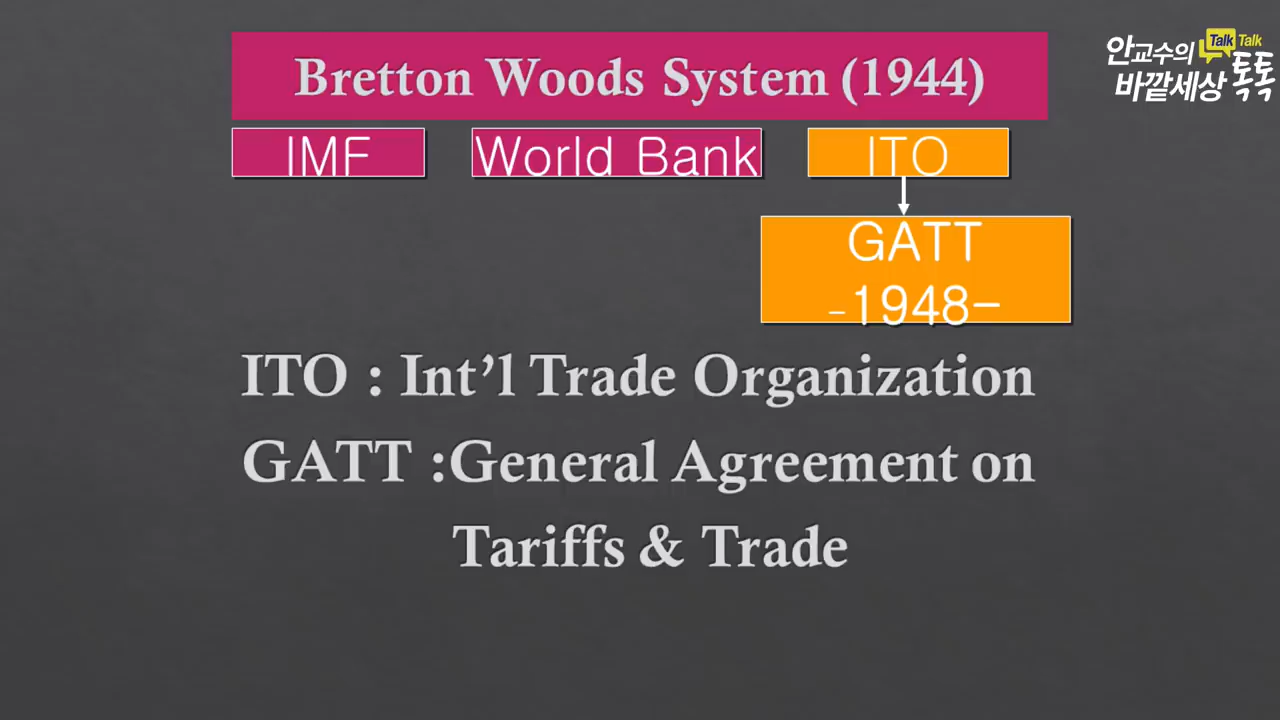 Bretton Woods System (1944)
안교수의 Talk Talk
바깥세상 톡톡
IMF
World Bank
ITO
GATT
-1948-
ITO : Int’l Trade Organization
GATT :General Agreement on
Tariffs & Trade